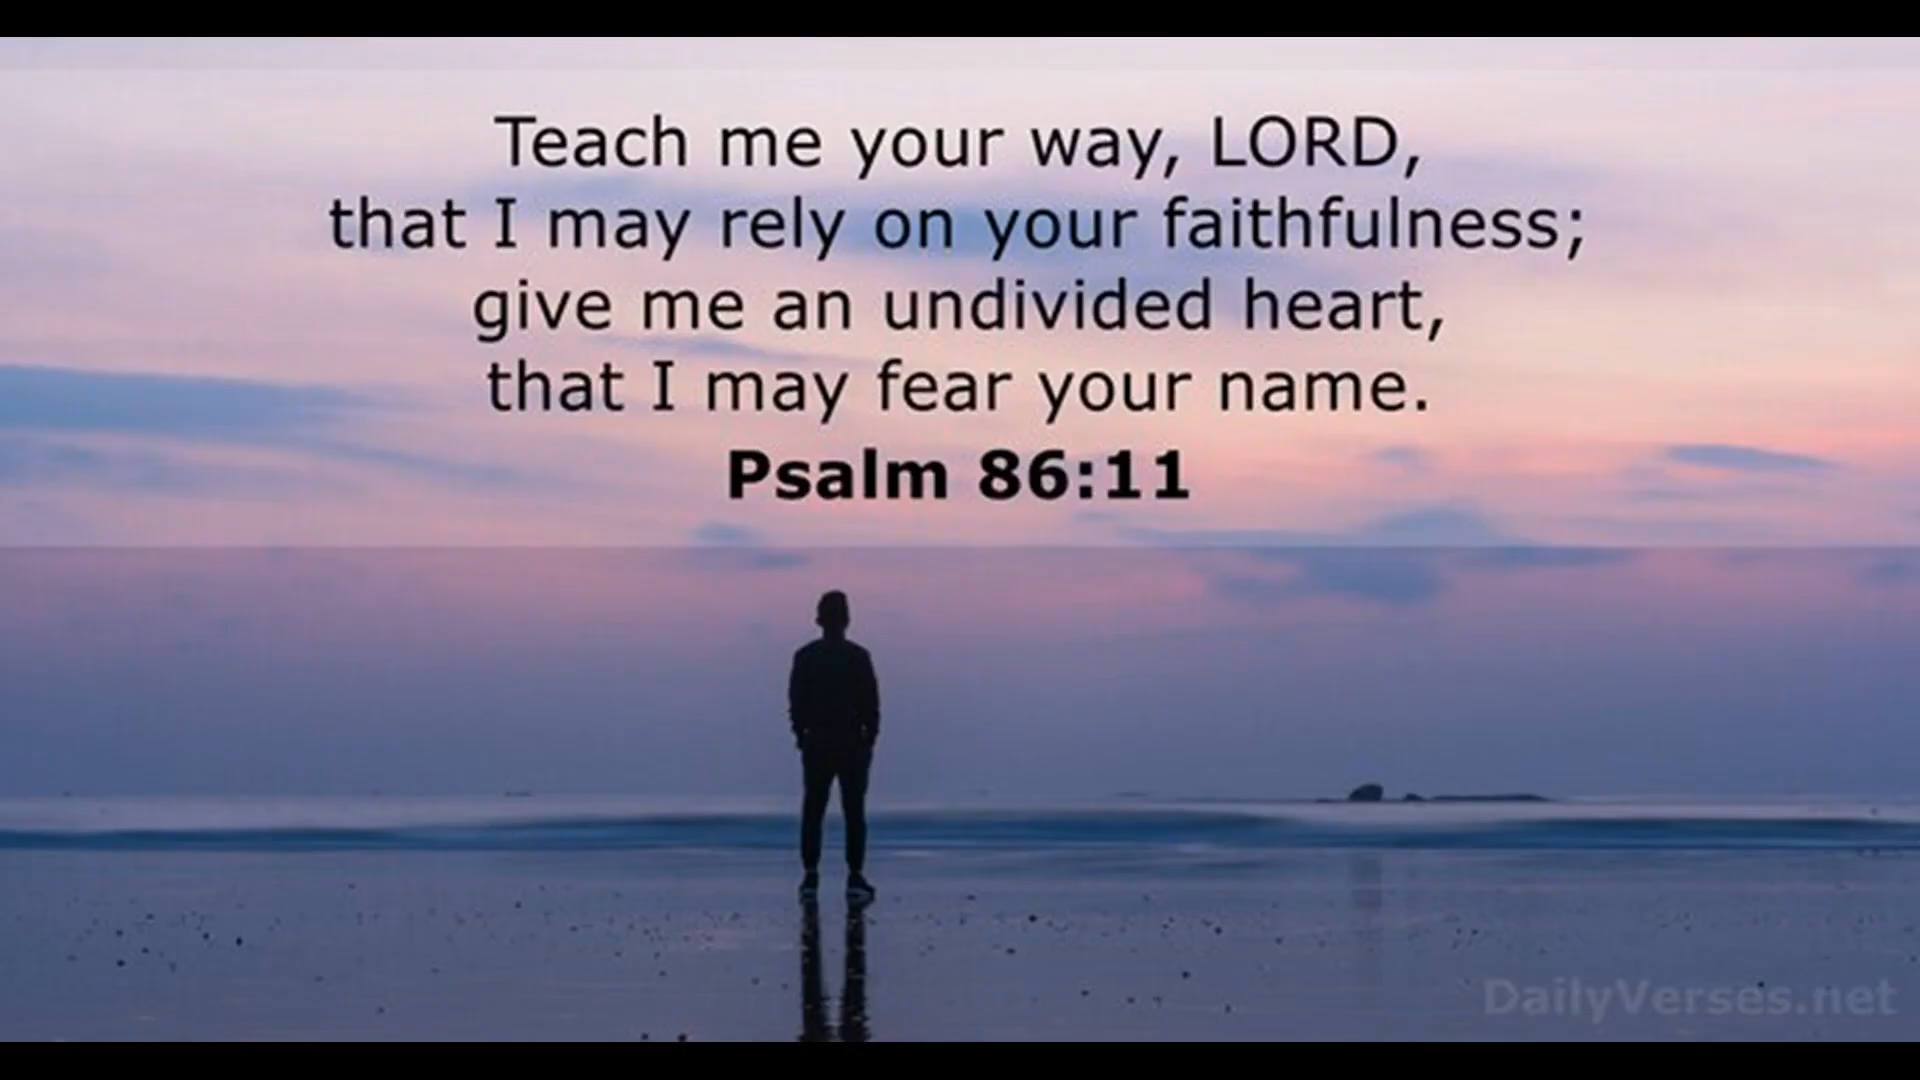 Teach me your way, LORD,
that I may rely on your faithfulness;
give me an undivided heart,
that I may fear your name.
Psalm 86:11
DailyVerses.net